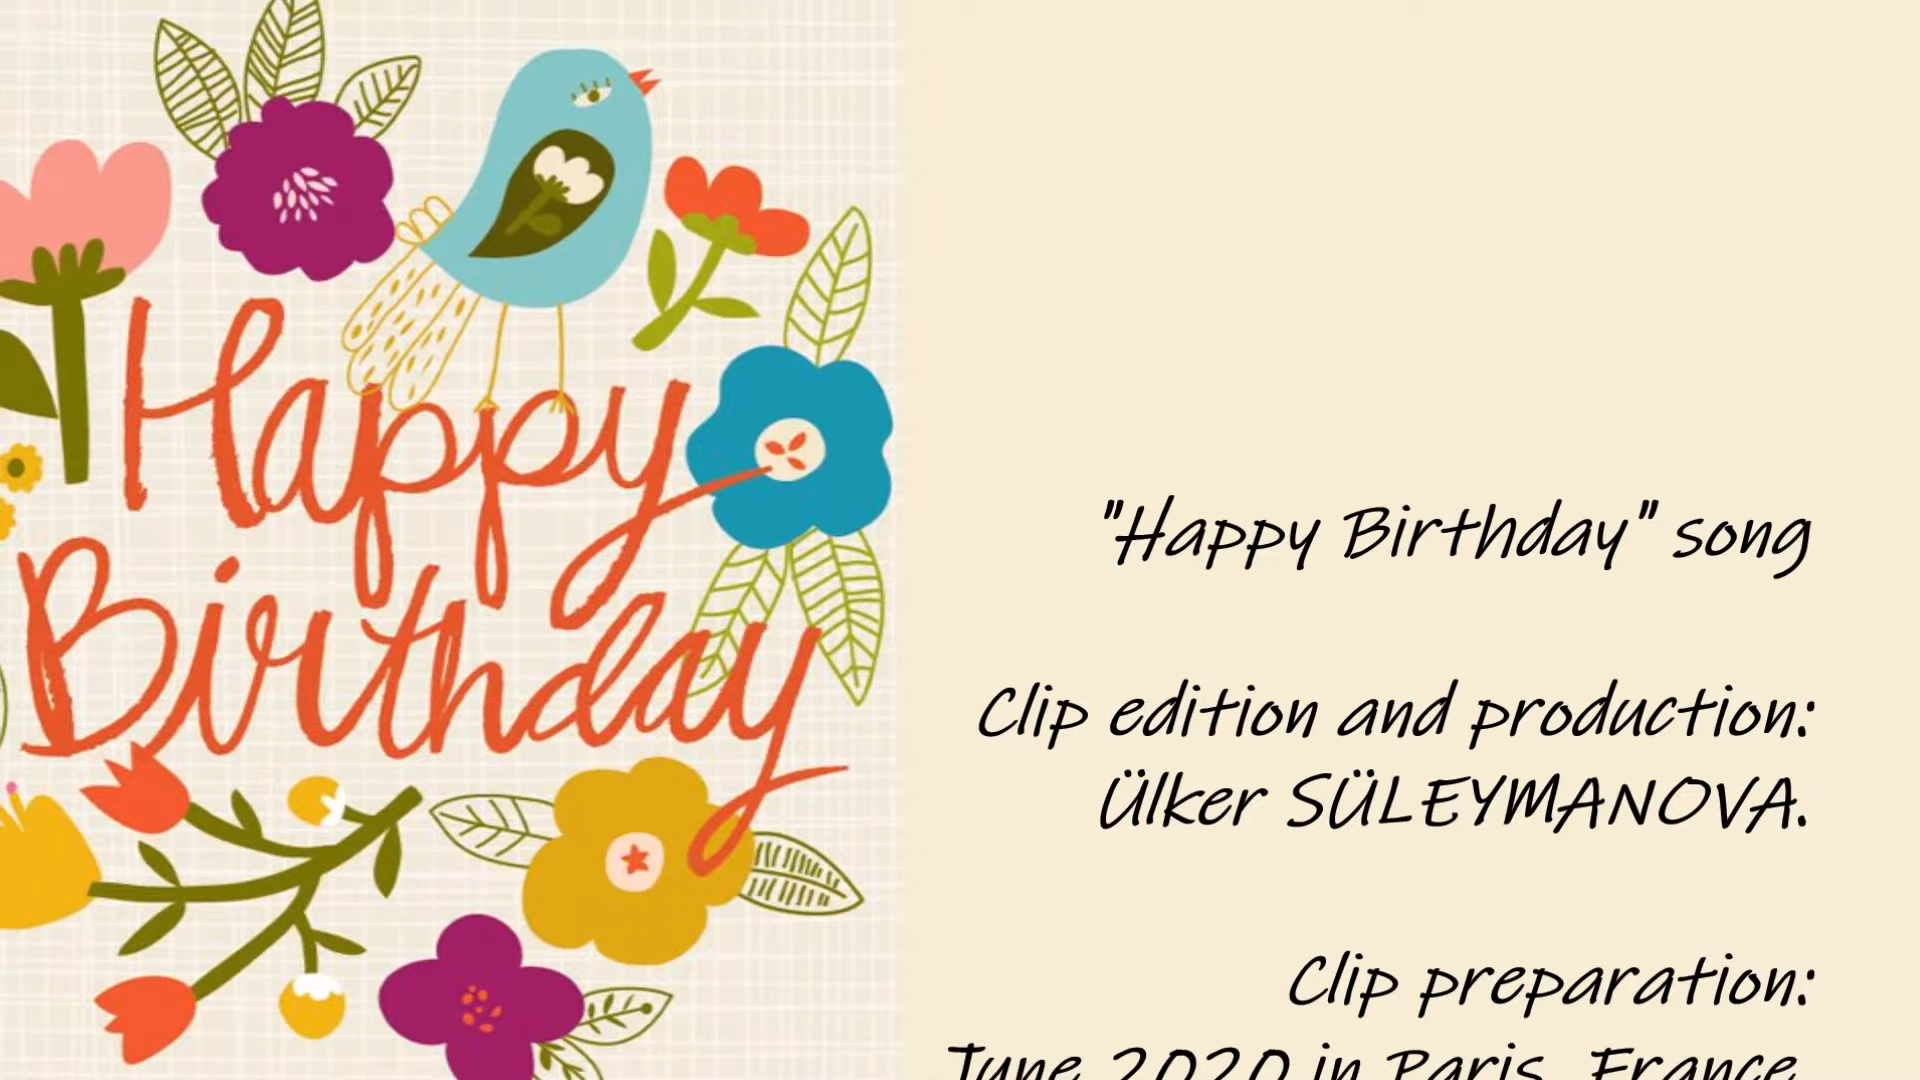 Happy
Birthday
"Happy Birthday" song
Clip edition and production:
Ülker SÜLEYMANOVA.
Clip preparation:
June 2020 in Paris, France.